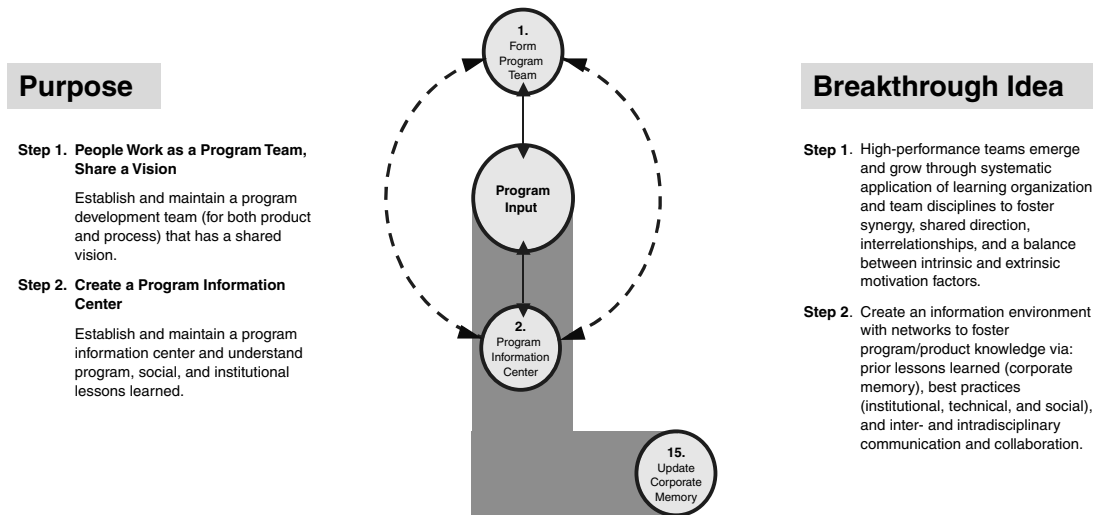 Purpose
Step 1. People Work as a Program Team,
Share a Vision
Establish and maintain a program
development team (for both product
and process) that has a shared
vision.
Step 2. Create a Program Information
Center
Establish and maintain a program
information center and understand
program, social, and institutional
lessons learned.
1.
Form
Program
Team
Program
Input
2.
Program
Information
Center
15.
Update
Corporate
Memory
Breakthrough Idea
Step 1. High-performance teams emerge
and grow through systematic
application of learning organization
and team disciplines to foster
synergy, shared direction,
interrelationships, and a balance
between intrinsic and extrinsic
motivation factors.
Step 2. Create an information environment
with networks to foster
program/product knowledge via:
prior lessons learned (corporate
memory), best practices
(institutional, technical, and social),
and inter- and intradisciplinary
communication and collaboration.